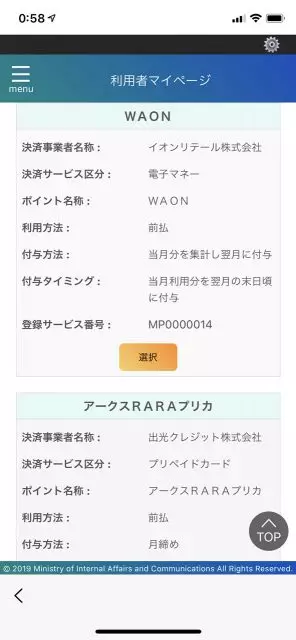 0:58
menu
利用者マイページ
WAON
決済事業者名称： イオンリテール株式会社
決済サービス区分： 電子マネー
ポイント名称： ＷＡＯＮ
利用方法： 前払
付与方法： 当月分を集計し翌月に付与
付与タイミング： 当月利用分を翌月の末日頃
に付与
登録サービス番号： MP0000014
選択
アークスＲＡＲＡプリカ
決済事業者名称： 出光クレジット株式会社
決済サービス区分： プリペイドカード
ポイント名称： アークスＲＡＲＡプリカ
利用方法： 前払
付与方法： 月締め
TOP
© 2019 Ministry of Internal Affairs and Communications All Rights Reserved.